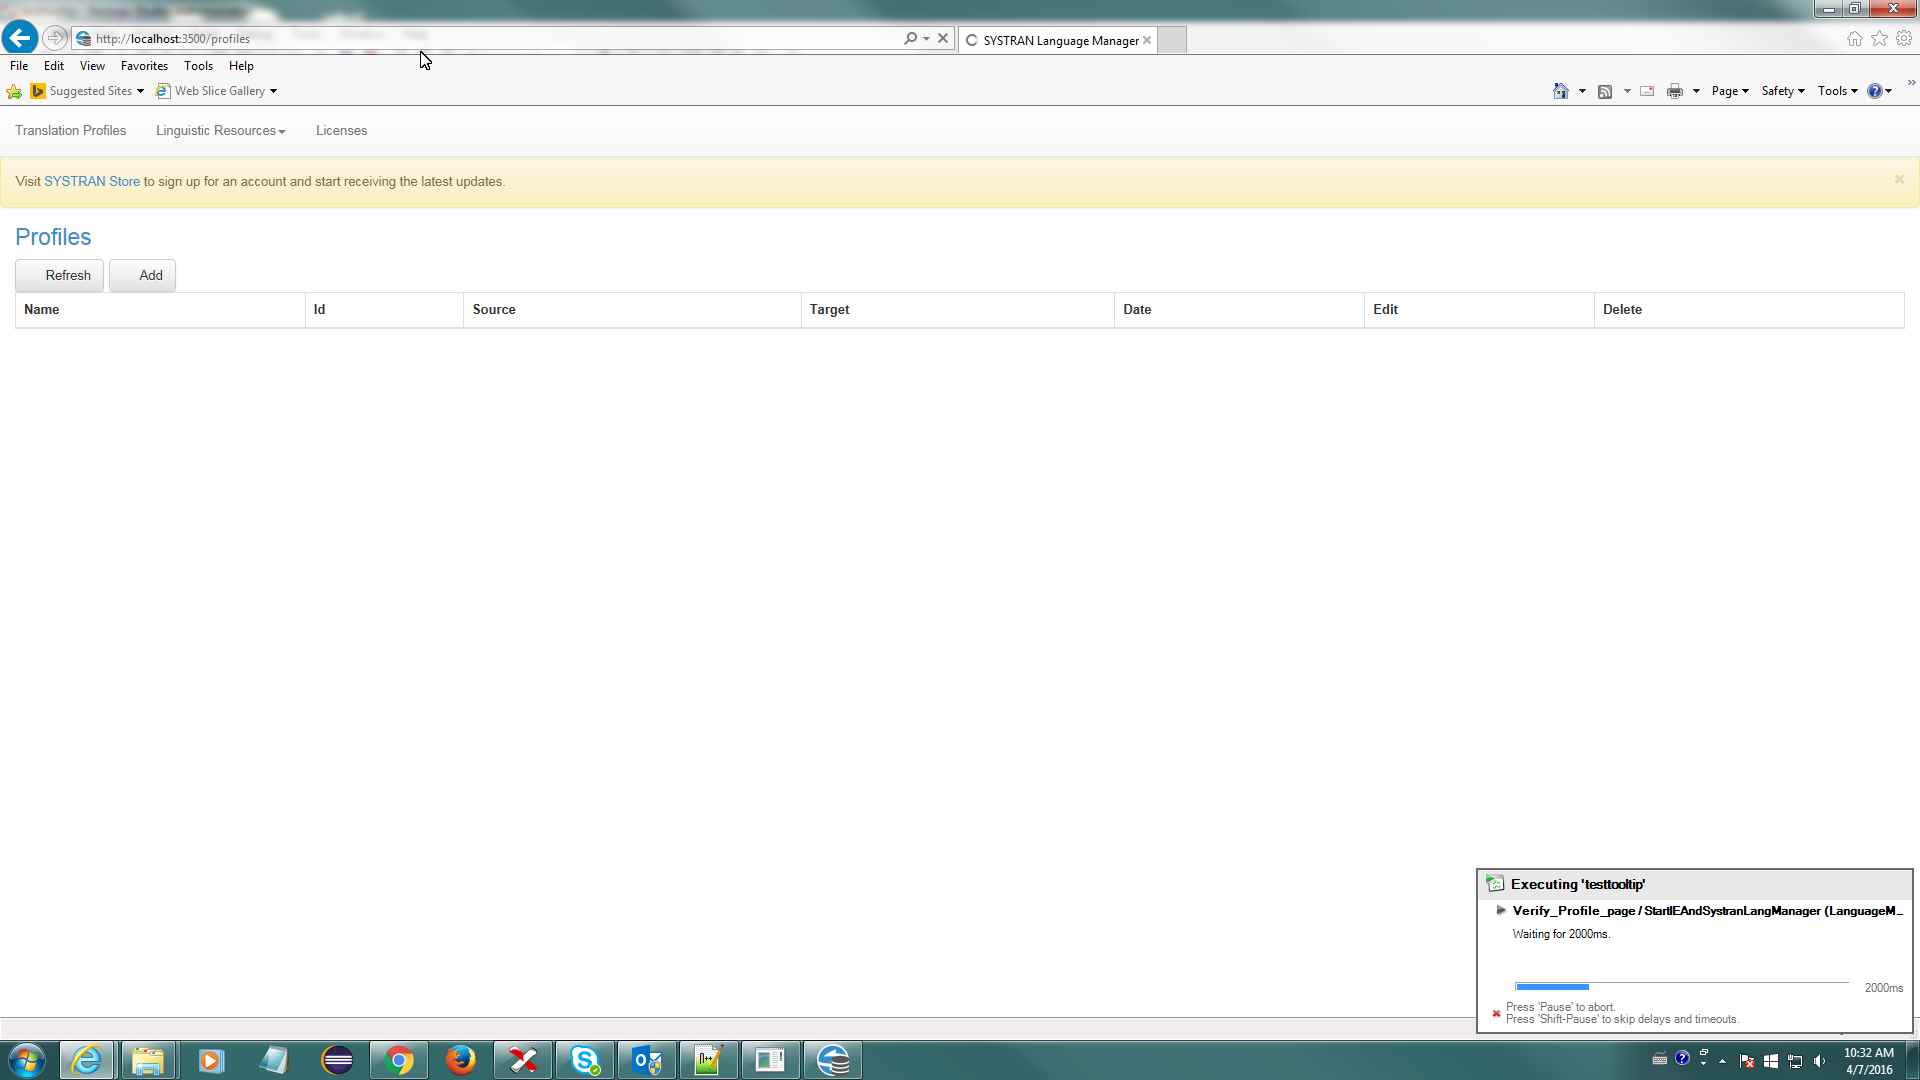 http://localhost:3500/profiles
SYSTRAN Language Manager
File Edit View Favorites Tools Help
Suggested Sites Web Slice Gallery Page Safety Tools
Translation Profiles Linguistic Resources Licenses
Visit SYSTRAN Store to sign up for an account and start receiving the latest updates.
Profiles
Refresh Add
Name Id Source Target Date Edit Delete
Executing 'testtooltip'
Verify_Profile_page / StartIEAndSystranLangManager (LanguageM...
Waiting for 2000ms.
2000ms
Press 'Pause' to abort.
Press 'Shift-Pause' to skip delays and timeouts.
10:32 AM
4/7/2016